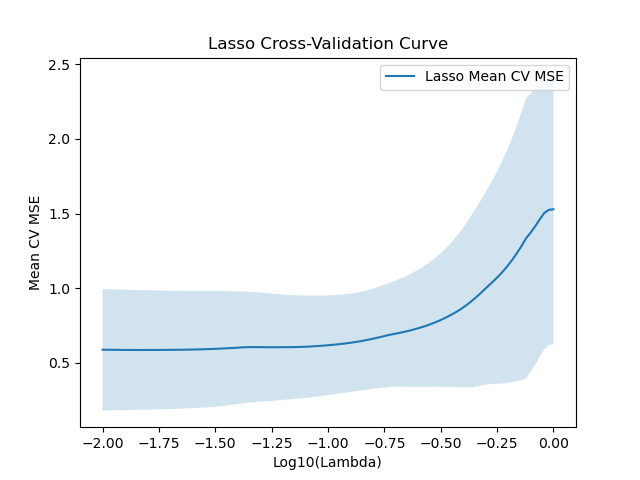 Lasso Cross-Validation Curve
Lasso Mean CV MSE
Mean CV MSE
2.5
2.0
1.5
1.0
0.5
−2.00 −1.75 −1.50 −1.25 −1.00 −0.75 −0.50 −0.25 0.00
Log10(Lambda)